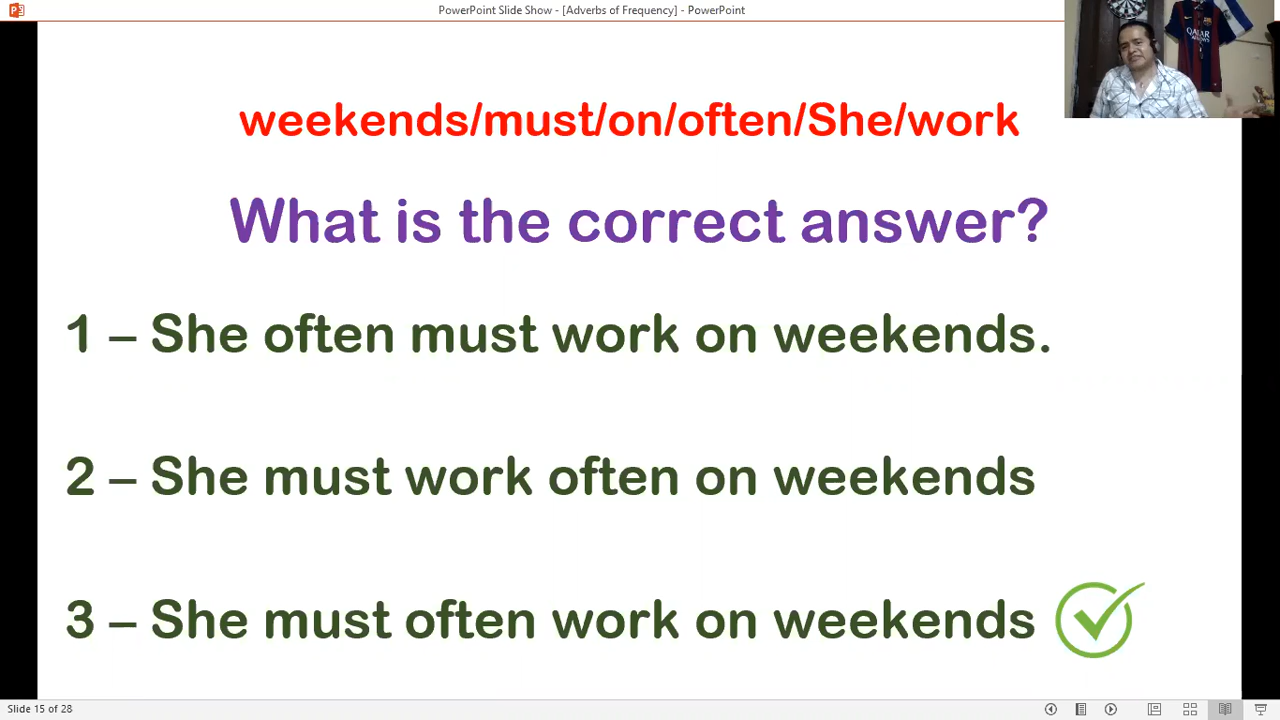 PowerPoint Slide Show - [Adverbs of Frequency] - PowerPoint
weekends/must/on/often/She/work
What is the correct answer?
1 – She often must work on weekends.
2 – She must work often on weekends
3 – She must often work on weekends
QATAR
Slide 15 of 28